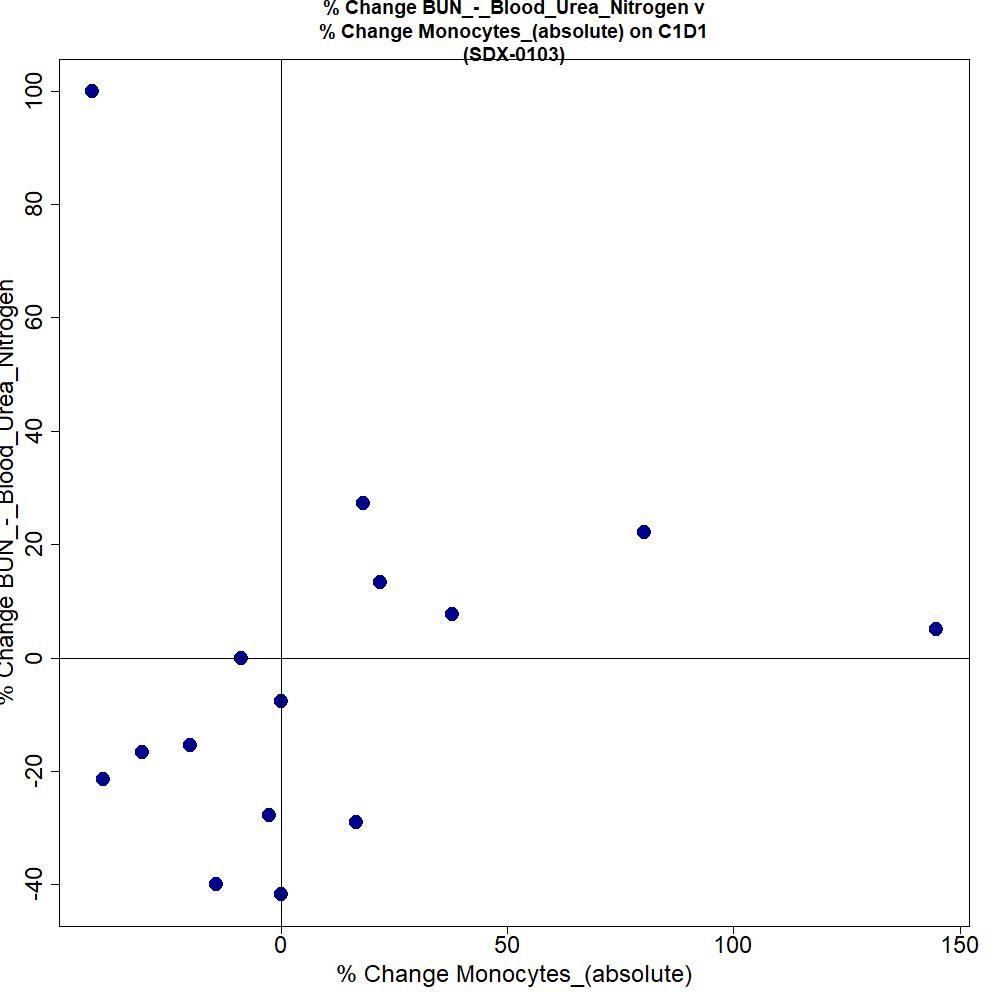 % Change BUN_-_Blood_Urea_Nitrogen v
% Change Monocytes_(absolute) on C1D1
(SDX-0103)
% Change BUN_-_Blood_Urea_Nitrogen
100
80
60
40
20
0
-20
-40
0 50 100 150
% Change Monocytes_(absolute)